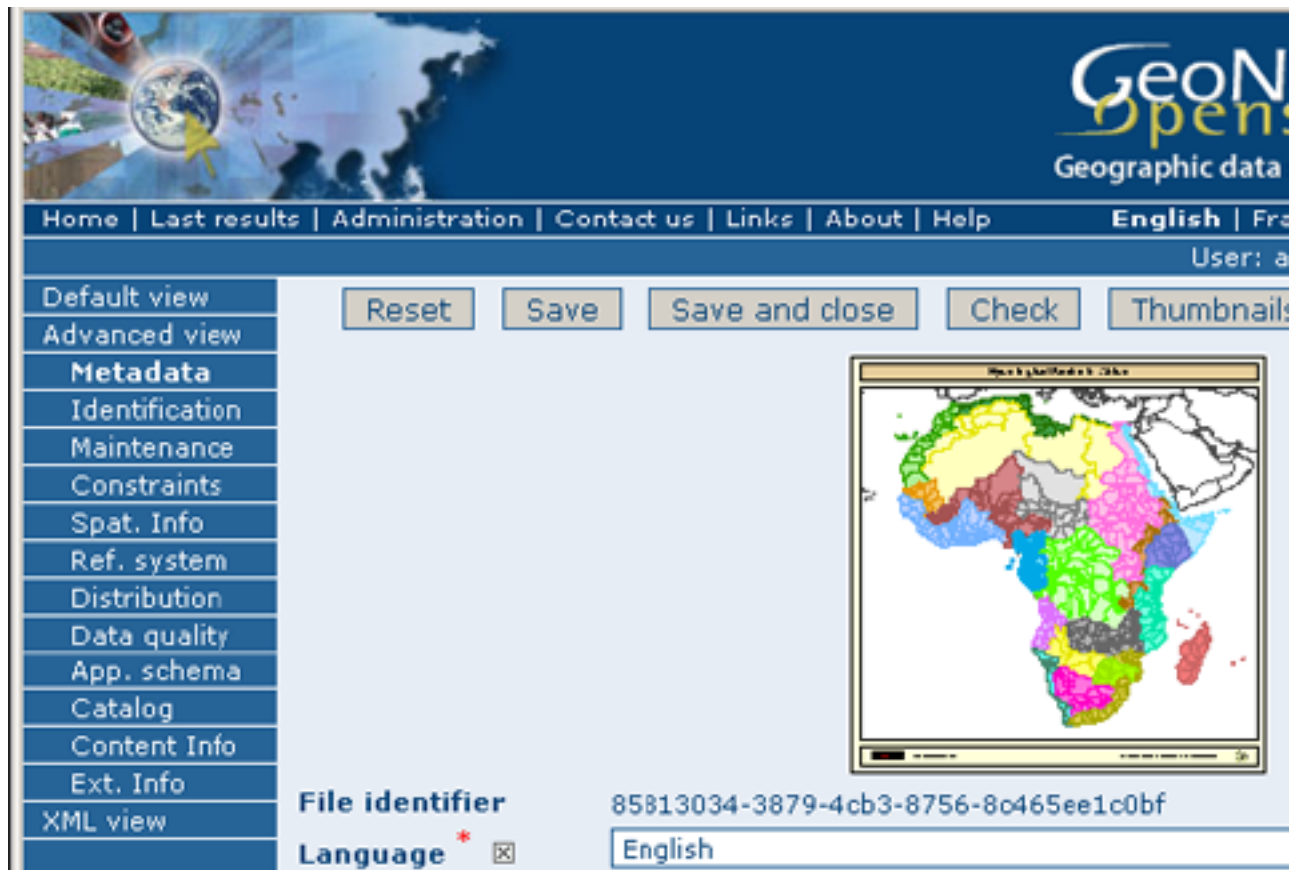 GeoN
Opens
Geographic data
Home | Last results | Administration | Contact us | Links | About | Help English | Fra
User: a
Default view
Advanced view
Metadata
Identification
Maintenance
Constraints
Spat. Info
Ref. system
Distribution
Data quality
App. schema
Catalog
Content Info
Ext. Info
XML view
Reset Save Save and close Check Thumbnails
File identifier 85813034-3879-4cb3-8756-8c465ee1c0bf
Language * English